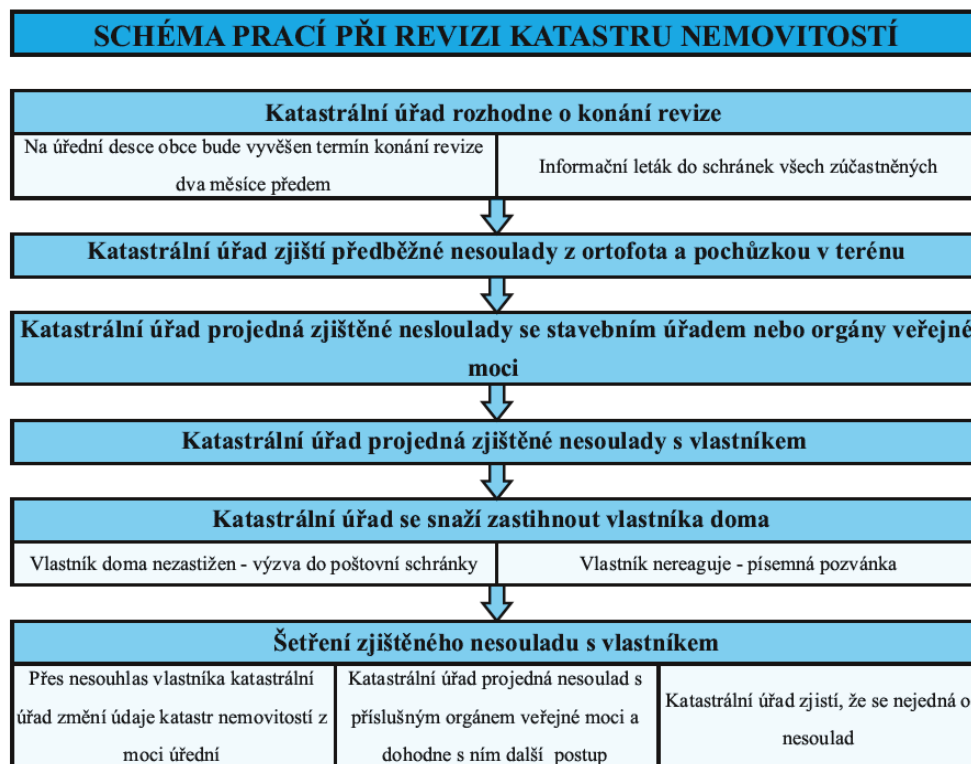 SCHÉMA PRACÍ PŘI REVIZI KATASTRU NEMOVITOSTÍ
Katastrální úřad rozhodne o konání revize
Na úřední desce obce bude vyvěšen termín konání revize
dva měsíce předem
Informační leták do schránek všech zúčastněných
Katastrální úřad zjiští předběžné nesoulady z ortofota a pochůzkou v terénu
Katastrální úřad projedná zjištěné nesloulady se stavebním úřadem nebo orgány veřejné
moci
Katastrální úřad projedná zjištěné nesoulady s vlastníkem
Katastrální úřad se snaží zastihnout vlastníka doma
Vlastník doma nezastižen - výzva do poštovní schránky
Vlastník nereaguje - písemná pozvánka
Šetření zjištěného nesouladu s vlastníkem
Přes nesouhlas vlastníka katastrální
úřad změní údaje katastr nemovitostí z
moci úřední
Katastrální úřad projedná nesoulad s
příslušným orgánem veřejné moci a
dohodne s ním další postup
Katastrální úřad zjistí, že se nejedná o
nesoulad